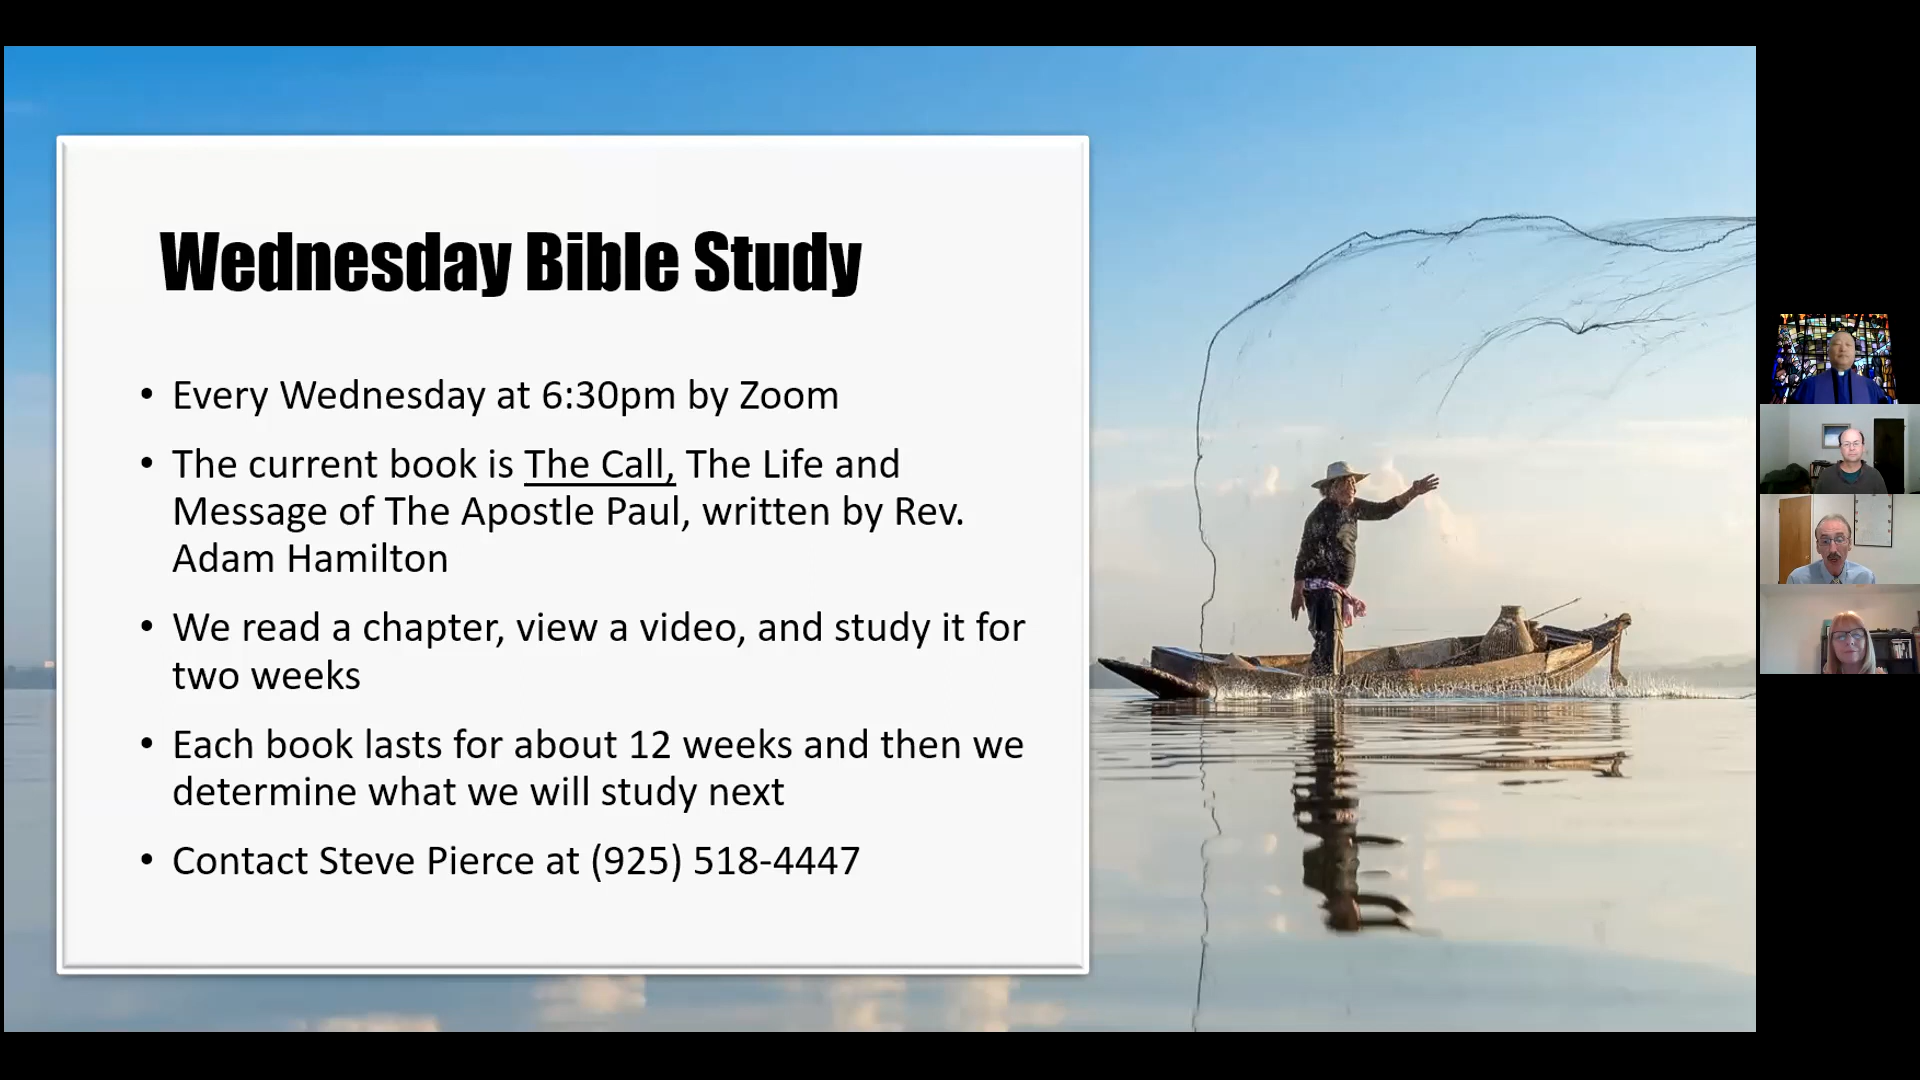 Wednesday Bible Study
• Every Wednesday at 6:30pm by Zoom
• The current book is The Call, The Life and
Message of The Apostle Paul, written by Rev.
Adam Hamilton
• We read a chapter, view a video, and study it for
two weeks
• Each book lasts for about 12 weeks and then we
determine what we will study next
• Contact Steve Pierce at (925) 518-4447